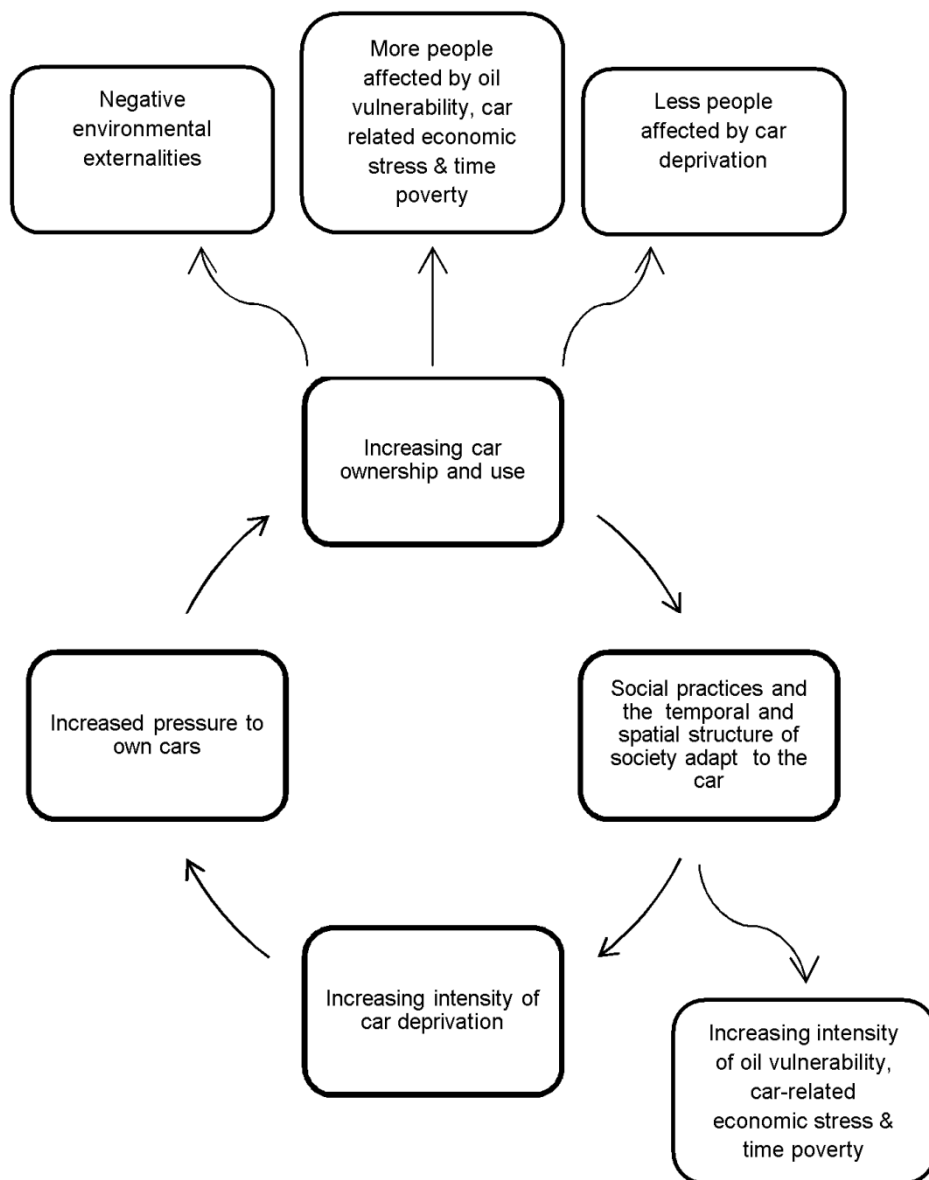 Negative
environmental
externalities
More people
affected by oil
vulnerability, car
related economic
stress & time
poverty
Less people
affected by car
deprivation
Increasing car
ownership and use
Increased pressure to
own cars
Social practices and
the temporal and
spatial structure of
society adapt to the
car
Increasing intensity of
car deprivation
Increasing intensity
of oil vulnerability,
car-related
economic stress &
time poverty